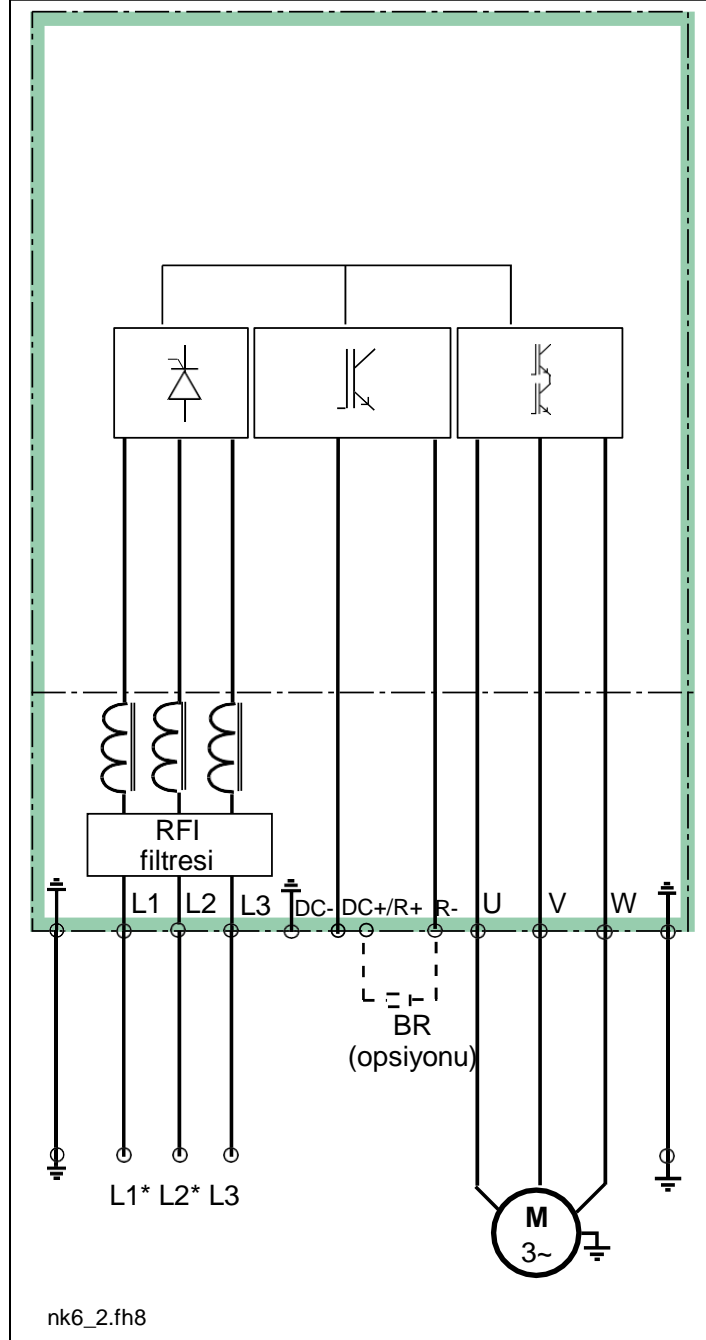 RFI
filtresi
L1 L2 L3 DC- DC+/R+ R- U V W
BR
(opsiyonu)
L1* L2* L3
M
3~
nk6_2.fh8